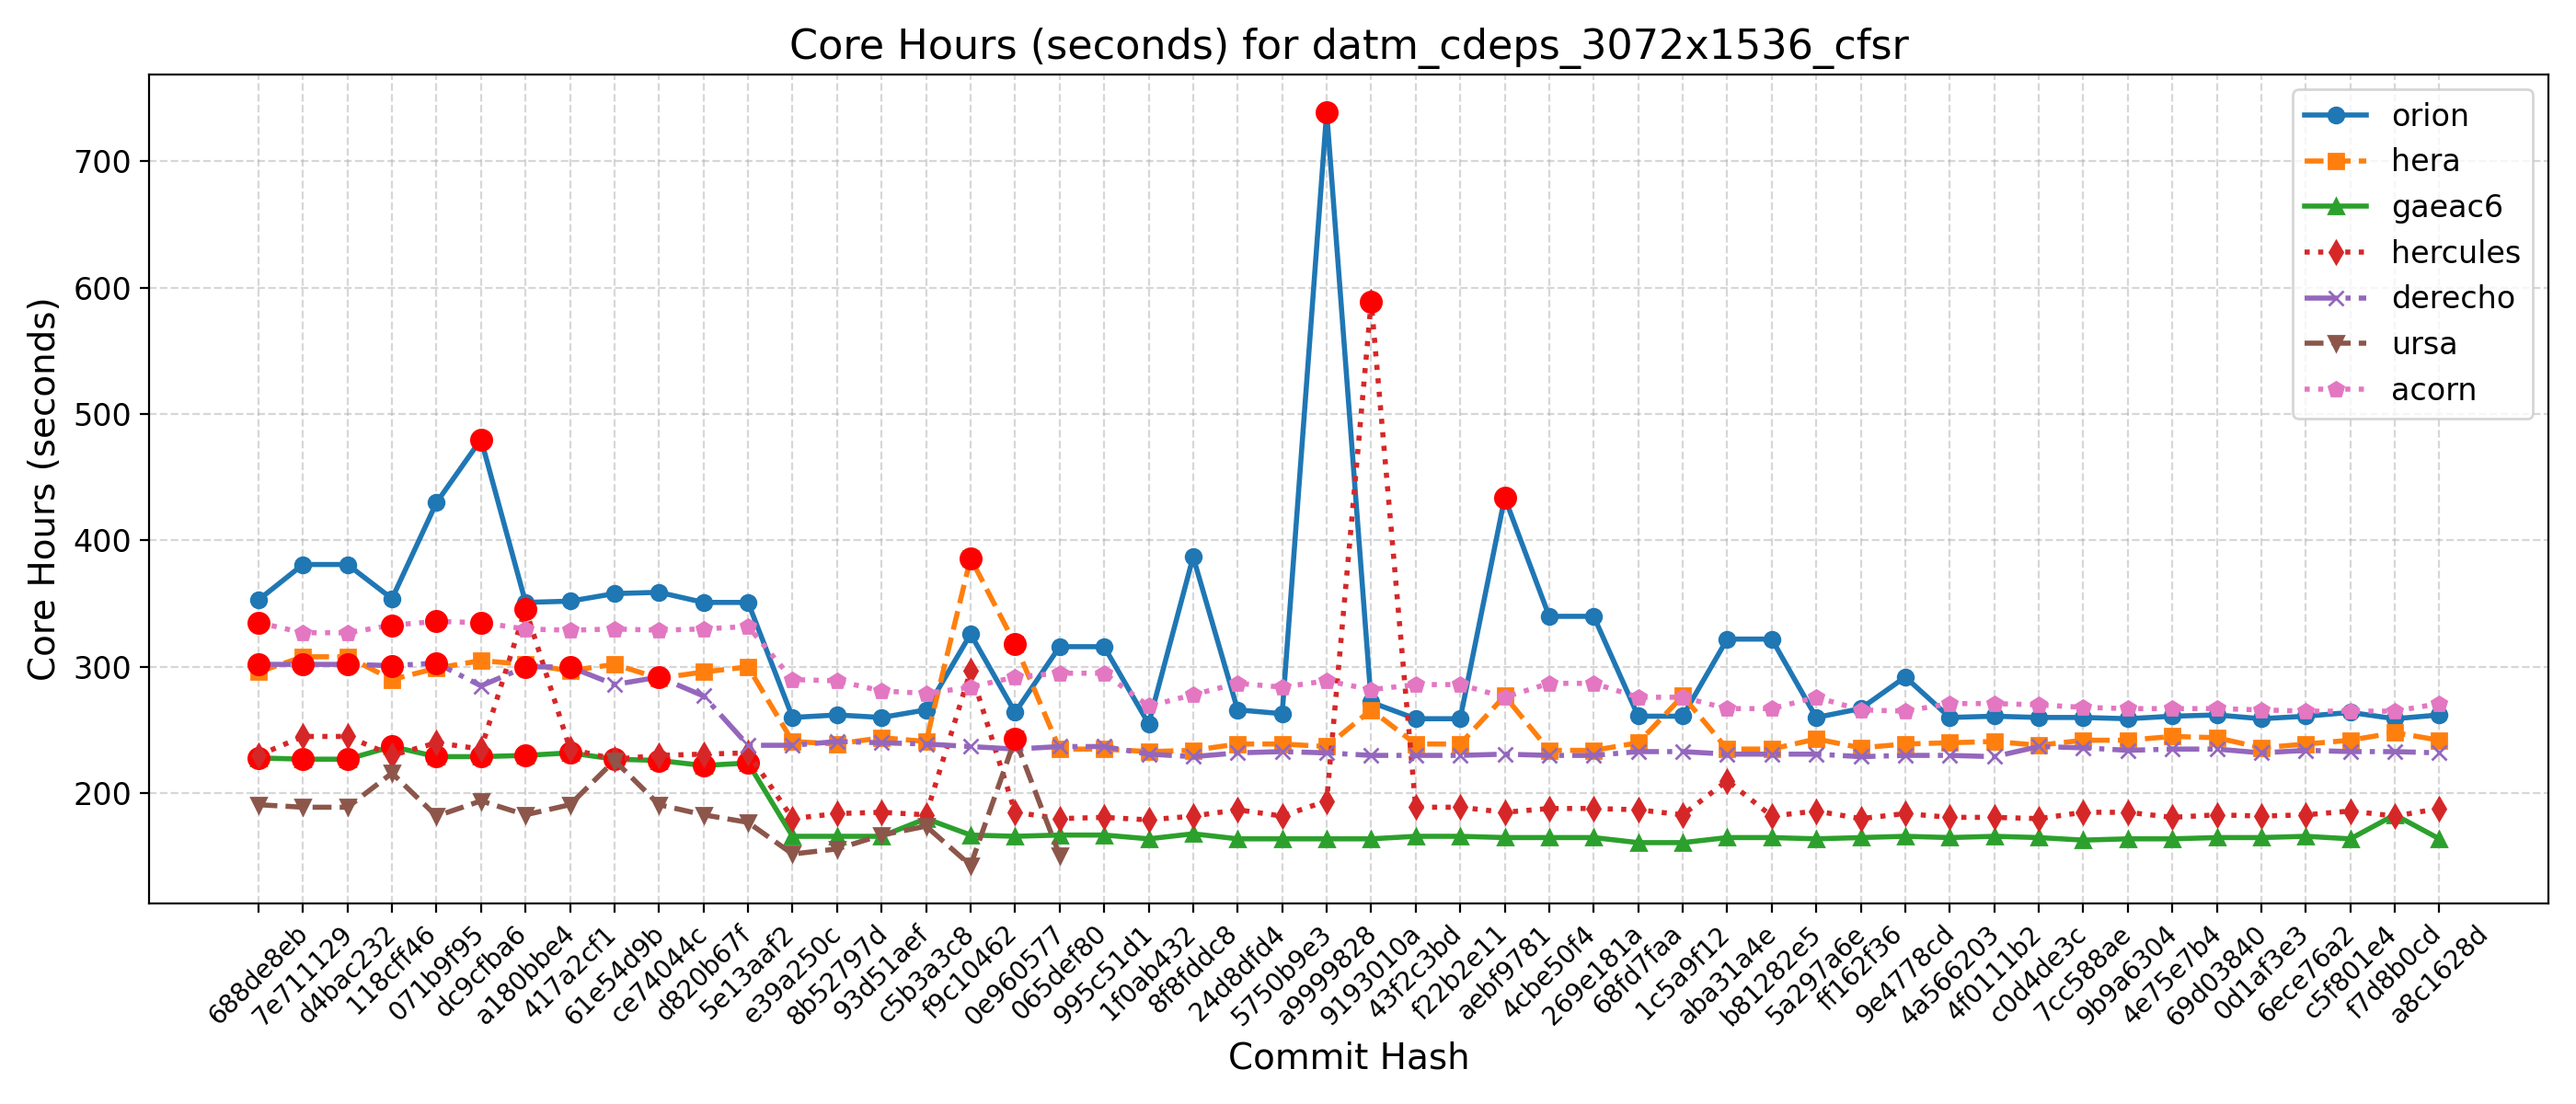 Core Hours (seconds) for datm_cdeps_3072x1536_cfsr
Core Hours (seconds)
700
600
500
400
300
200
orion
hera
gaeac6
hercules
derecho
ursa
acorn
688de8eb
7e711129
d4bac232
118cff46
071b9f95
dc9cfba6
a180bbe4
417a2cf1
61e54d9b
ce74044c
d820b67f
5e13aaf2
e39a250c
8b52797d
93d51aef
c5b3a3c8
f9c10462
0e960577
065def80
995c51d1
1f0ab432
8f8fddc8
24d8dfd4
5750b9e3
a9999828
9193010a
43f2c3bd
f22b2e11
aebf9781
4cbe50f4
269e181a
68fd7faa
1c5a9f12
aba31a4e
b81282e5
5a297a6e
ff162f36
9e4778cd
4a566203
4f0111b2
c0d4de3c
7cc588ae
9b9a6304
4e75e7b4
69d03840
0d1af3e3
6ece76a2
c5f801e4
f7d8b0cd
a8c1628d
Commit Hash